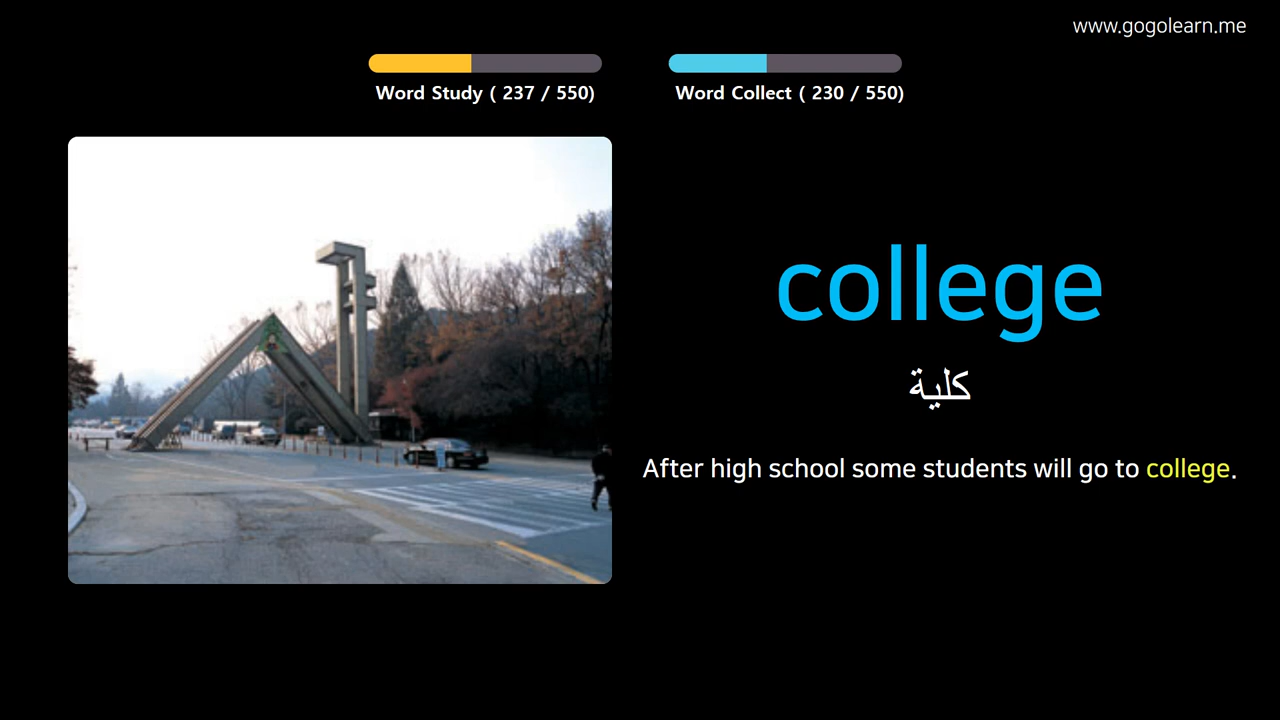 www.gogolearn.me
Word Study ( 237 / 550)
Word Collect ( 230 / 550)
college
كلية
After high school some students will go to college.